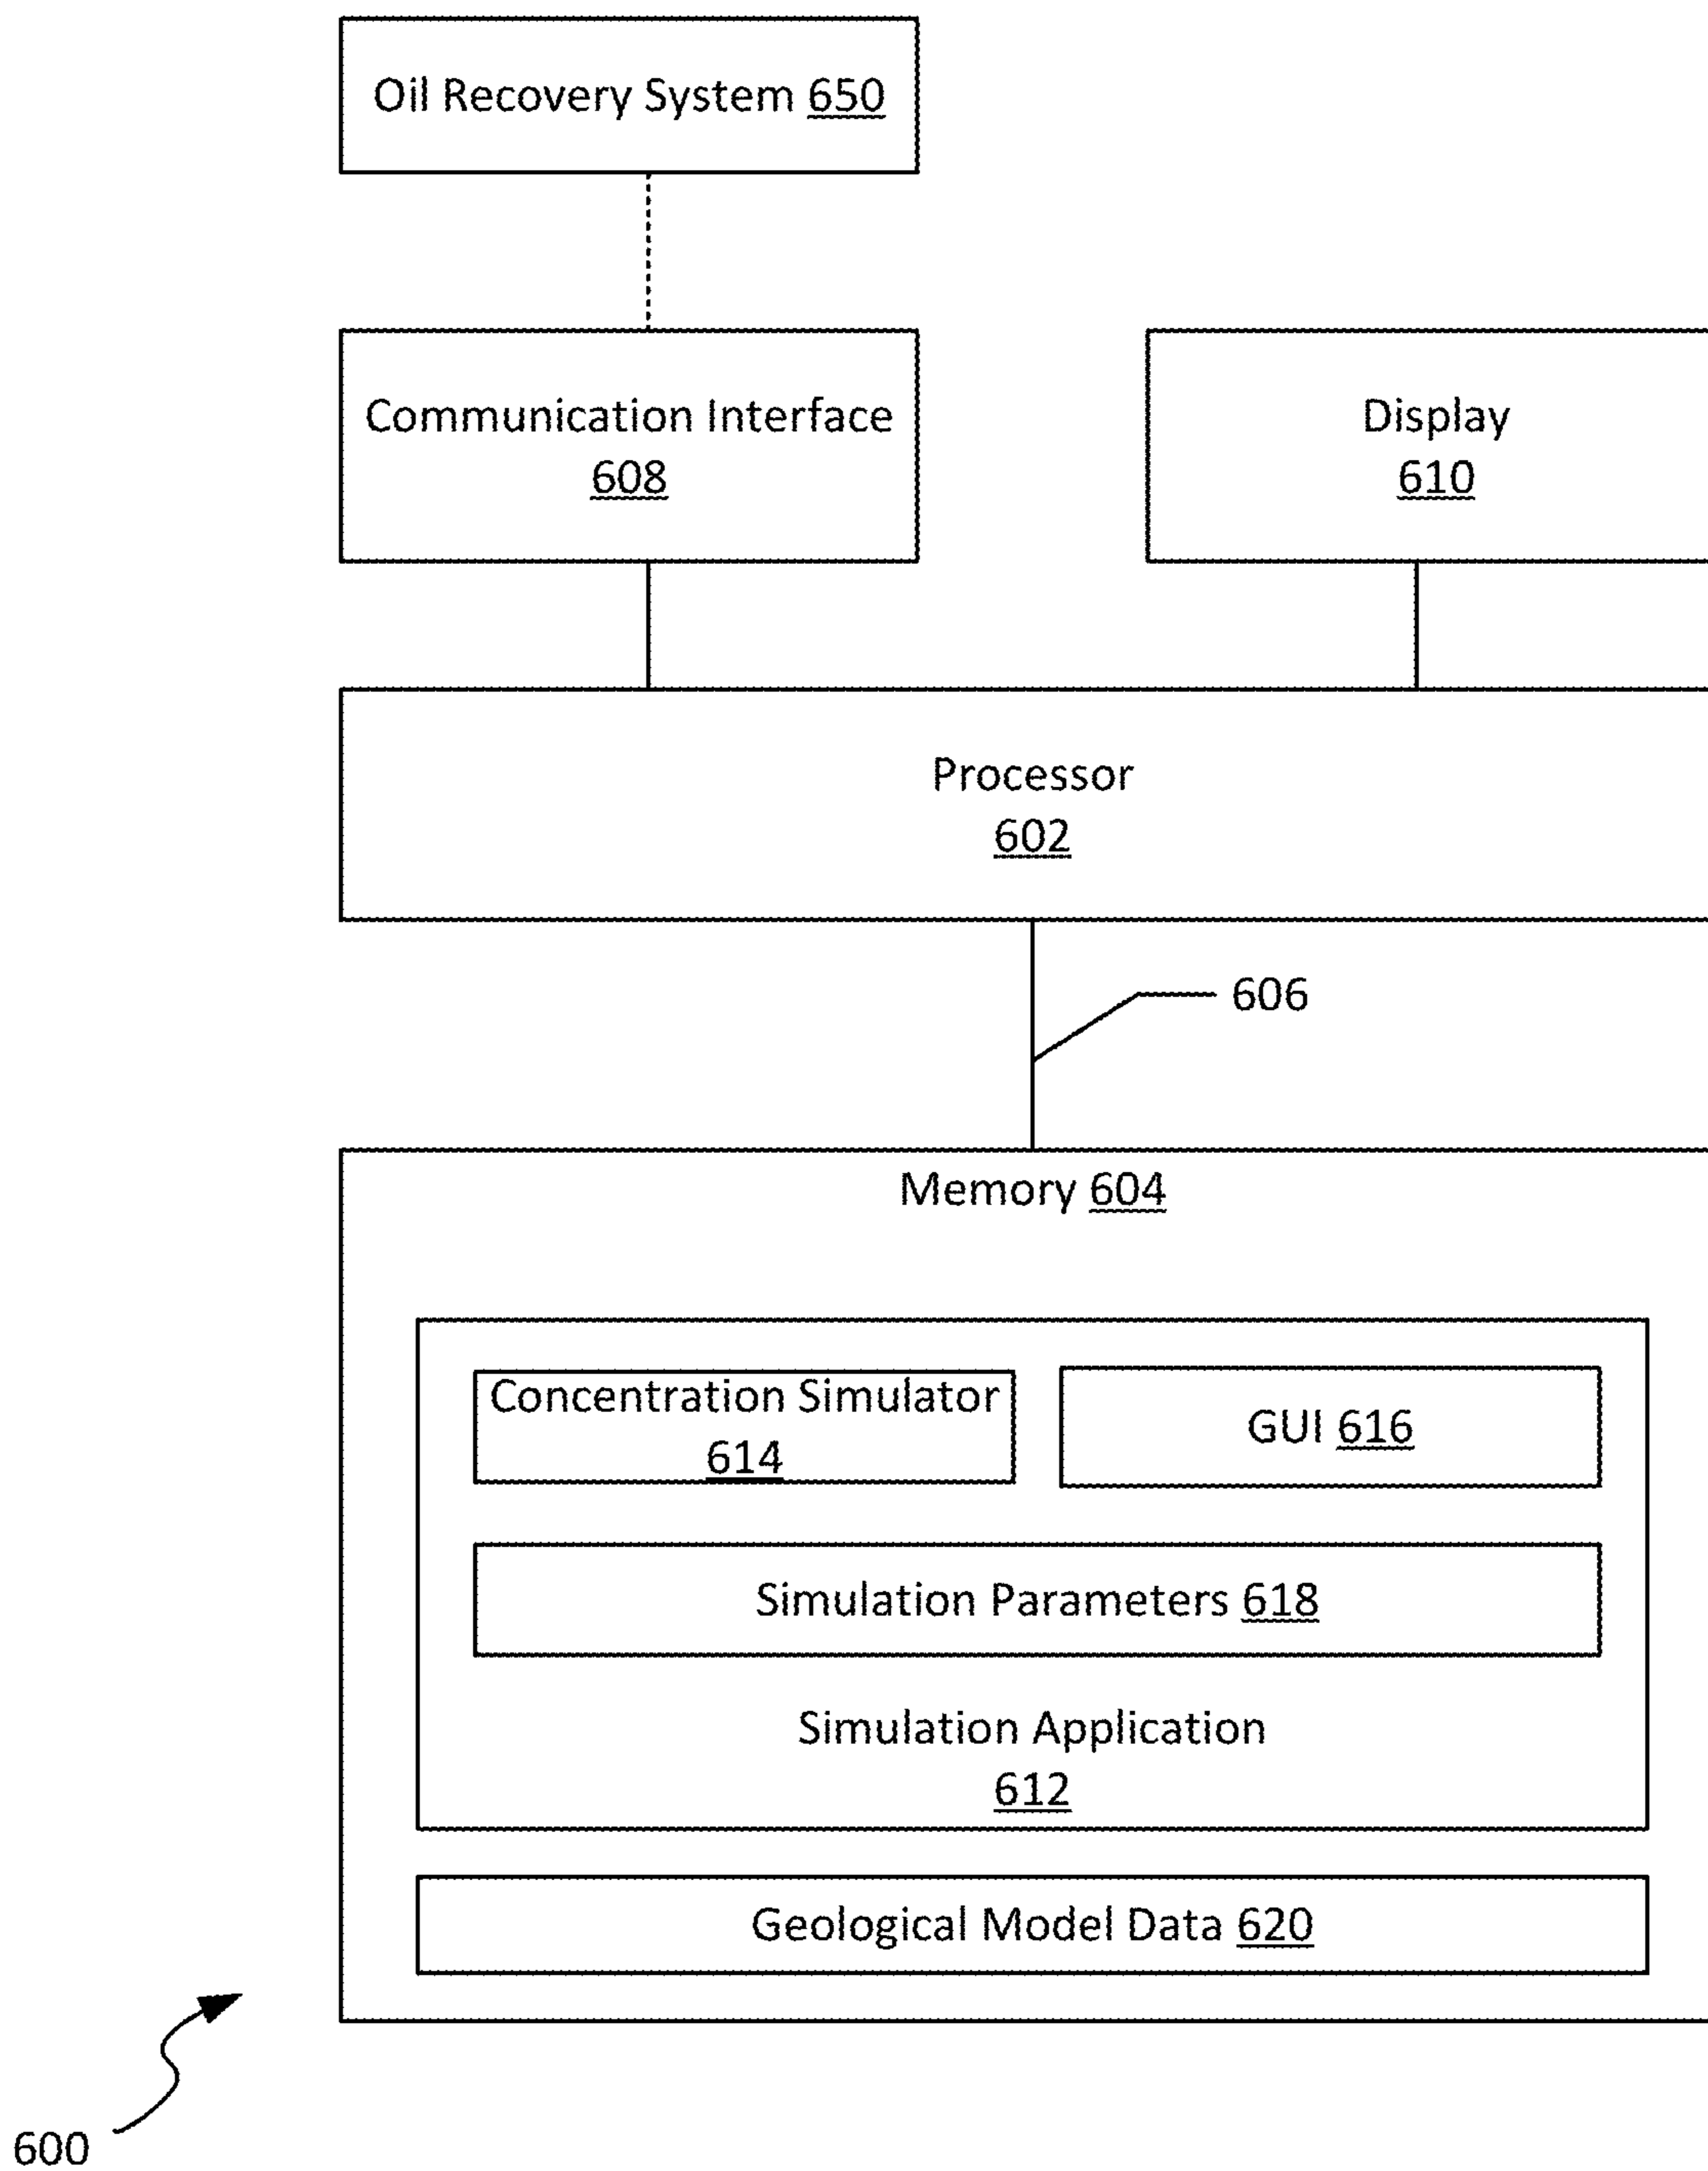 Oil Recovery System 650
Communication Interface
608
Display
610
Processor
602
606
Memory 604
Concentration Simulator
614
GUI 616
Simulation Parameters 618
Simulation Application
612
Geological Model Data 620
600